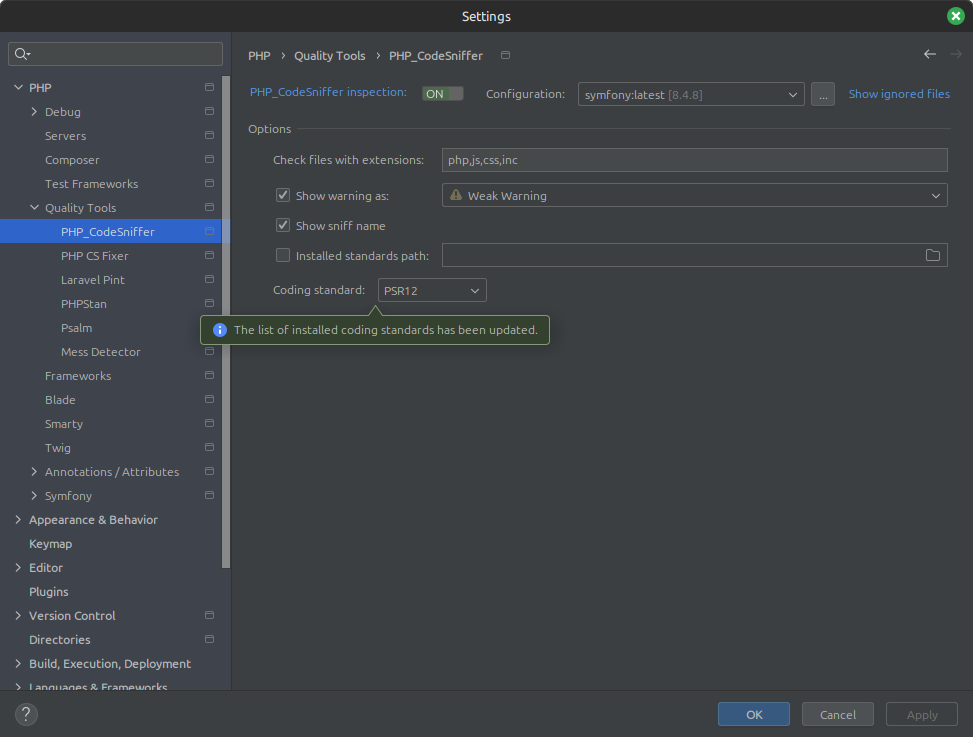 Settings
PHP › Quality Tools › PHP_CodeSniffer
PHP
Debug
Servers
Composer
Test Frameworks
Quality Tools
PHP_CodeSniffer
PHP CS Fixer
Laravel Pint
PHPStan
Psalm
Mess Detector
Frameworks
Blade
Smarty
Twig
Annotations / Attributes
Symfony
Appearance & Behavior
Keymap
Editor
Plugins
Version Control
Directories
Build, Execution, Deployment
Languages & Frameworks
PHP_CodeSniffer inspection: ON Configuration: symfony:latest [8.4.8] ... Show ignored files
Options
Check files with extensions: php,js,css,inc
Show warning as: Weak Warning
Show sniff name
Installed standards path:
Coding standard: PSR12
The list of installed coding standards has been updated.
? OK Cancel Apply